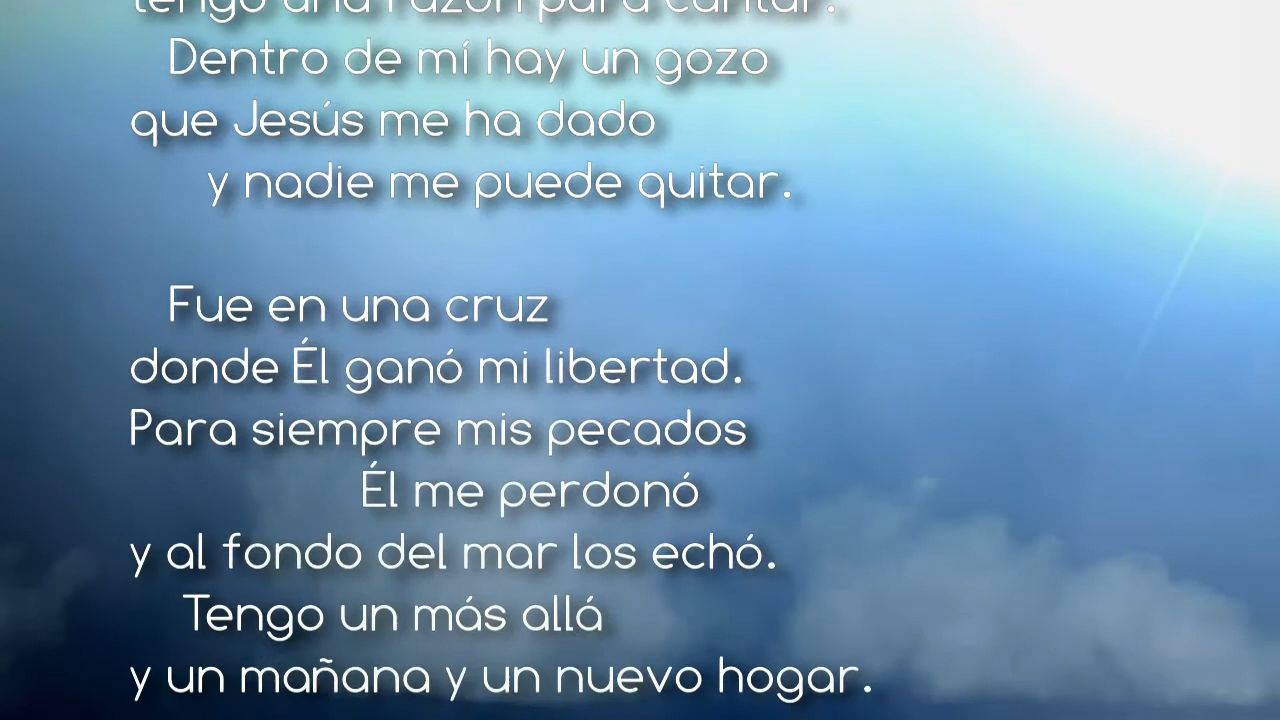 tengo una razón para cantar.
Dentro de mí hay un gozo
que Jesús me ha dado
y nadie me puede quitar.
Fue en una cruz
donde Él ganó mi libertad.
Para siempre mis pecados
Él me perdonó
y al fondo del mar los echó.
Tengo un más allá
y un mañana y un nuevo hogar.